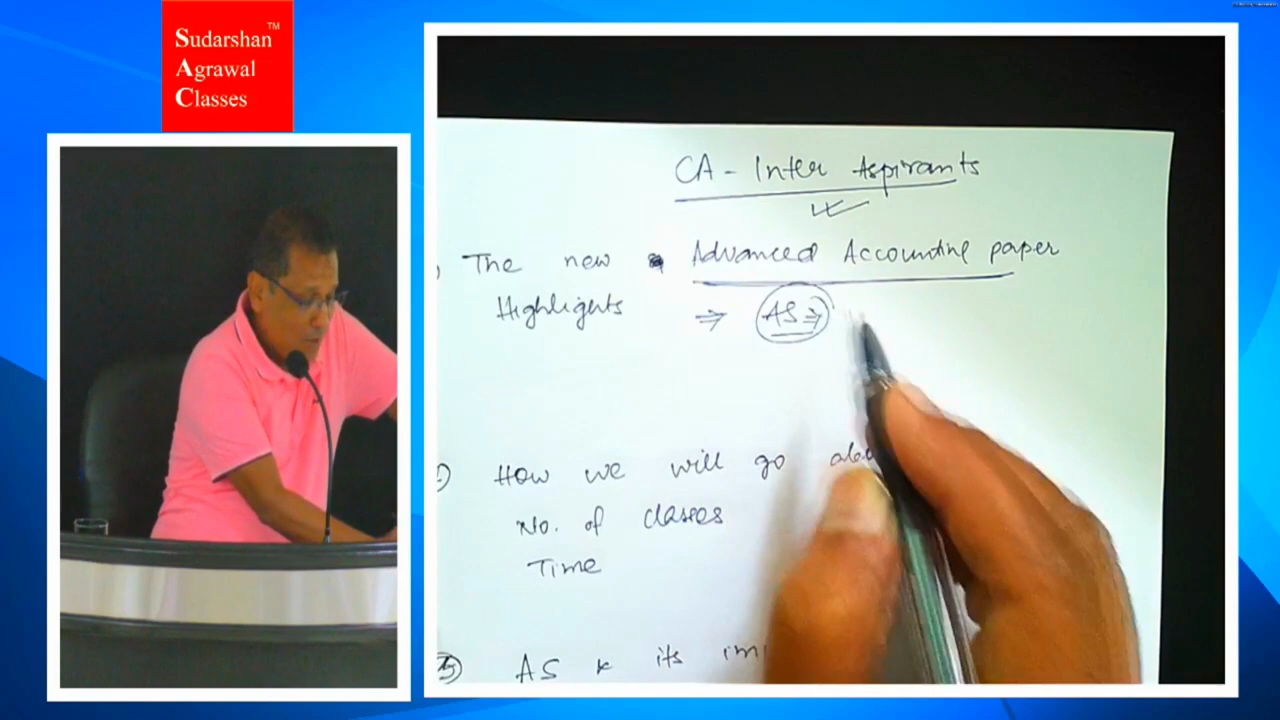 Sudarshan™
Agrawal
Classes
CA - Inter Aspirants
The new Advanced Accounting paper
Highlights ⇒ AS ⇒
How we will go
No. of classes
Time
3) AS & its